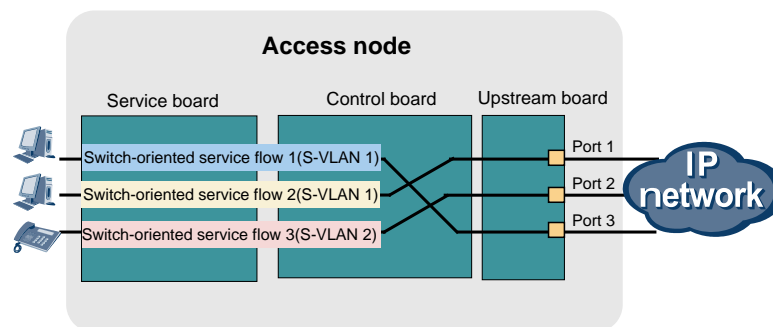 Access node
Service board
Control board
Upstream board
Switch-oriented service flow 1(S-VLAN 1)
Switch-oriented service flow 2(S-VLAN 1)
Switch-oriented service flow 3(S-VLAN 2)
Port 1
Port 2
Port 3
IP
network